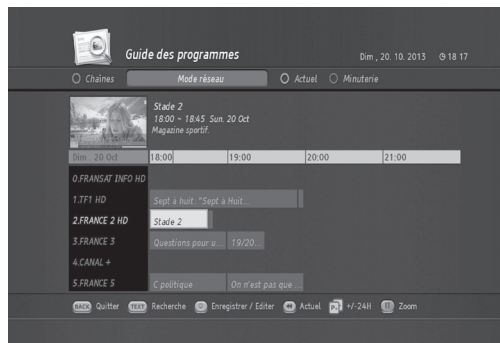 Guide des programmes
Dim , 20. 10. 2013 18 17
Chaînes Mode réseau Actuel Minuterie
Stade 2
18:00 ~ 18:45 Sun. 20 Oct
Magazine sportif.
Dim , 20 Oct 18:00 19:00 20:00 21:00
0.FRANSAT INFO HD
1.TF1 HD Sept à huit. "Sept à Huit...
2.FRANCE 2 HD Stade 2
3.FRANCE 3 Questions pour u... 19/20...
4.CANAL +
5.FRANCE 5 C politique On n'est pas que ...
BACK Quitter TEXT Recherche Enregistrer / Editer Actuel +/-24H Zoom